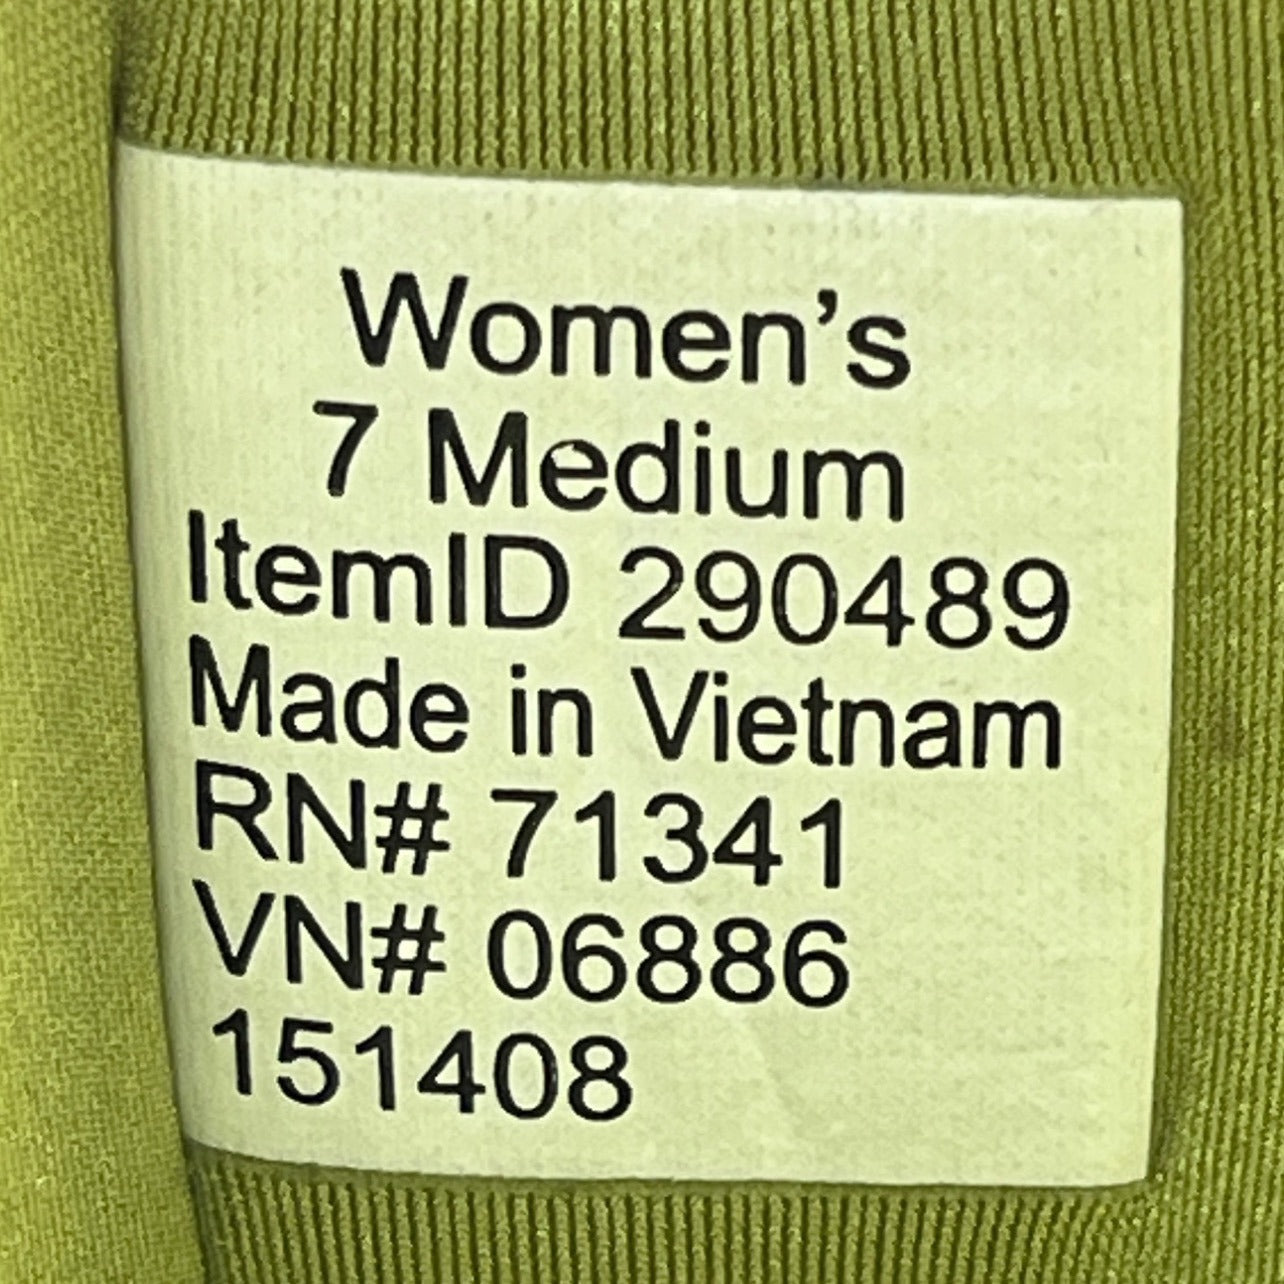 Women’s
7 Medium
ItemID 290489
Made in Vietnam
RN# 71341
VN# 06886
151408